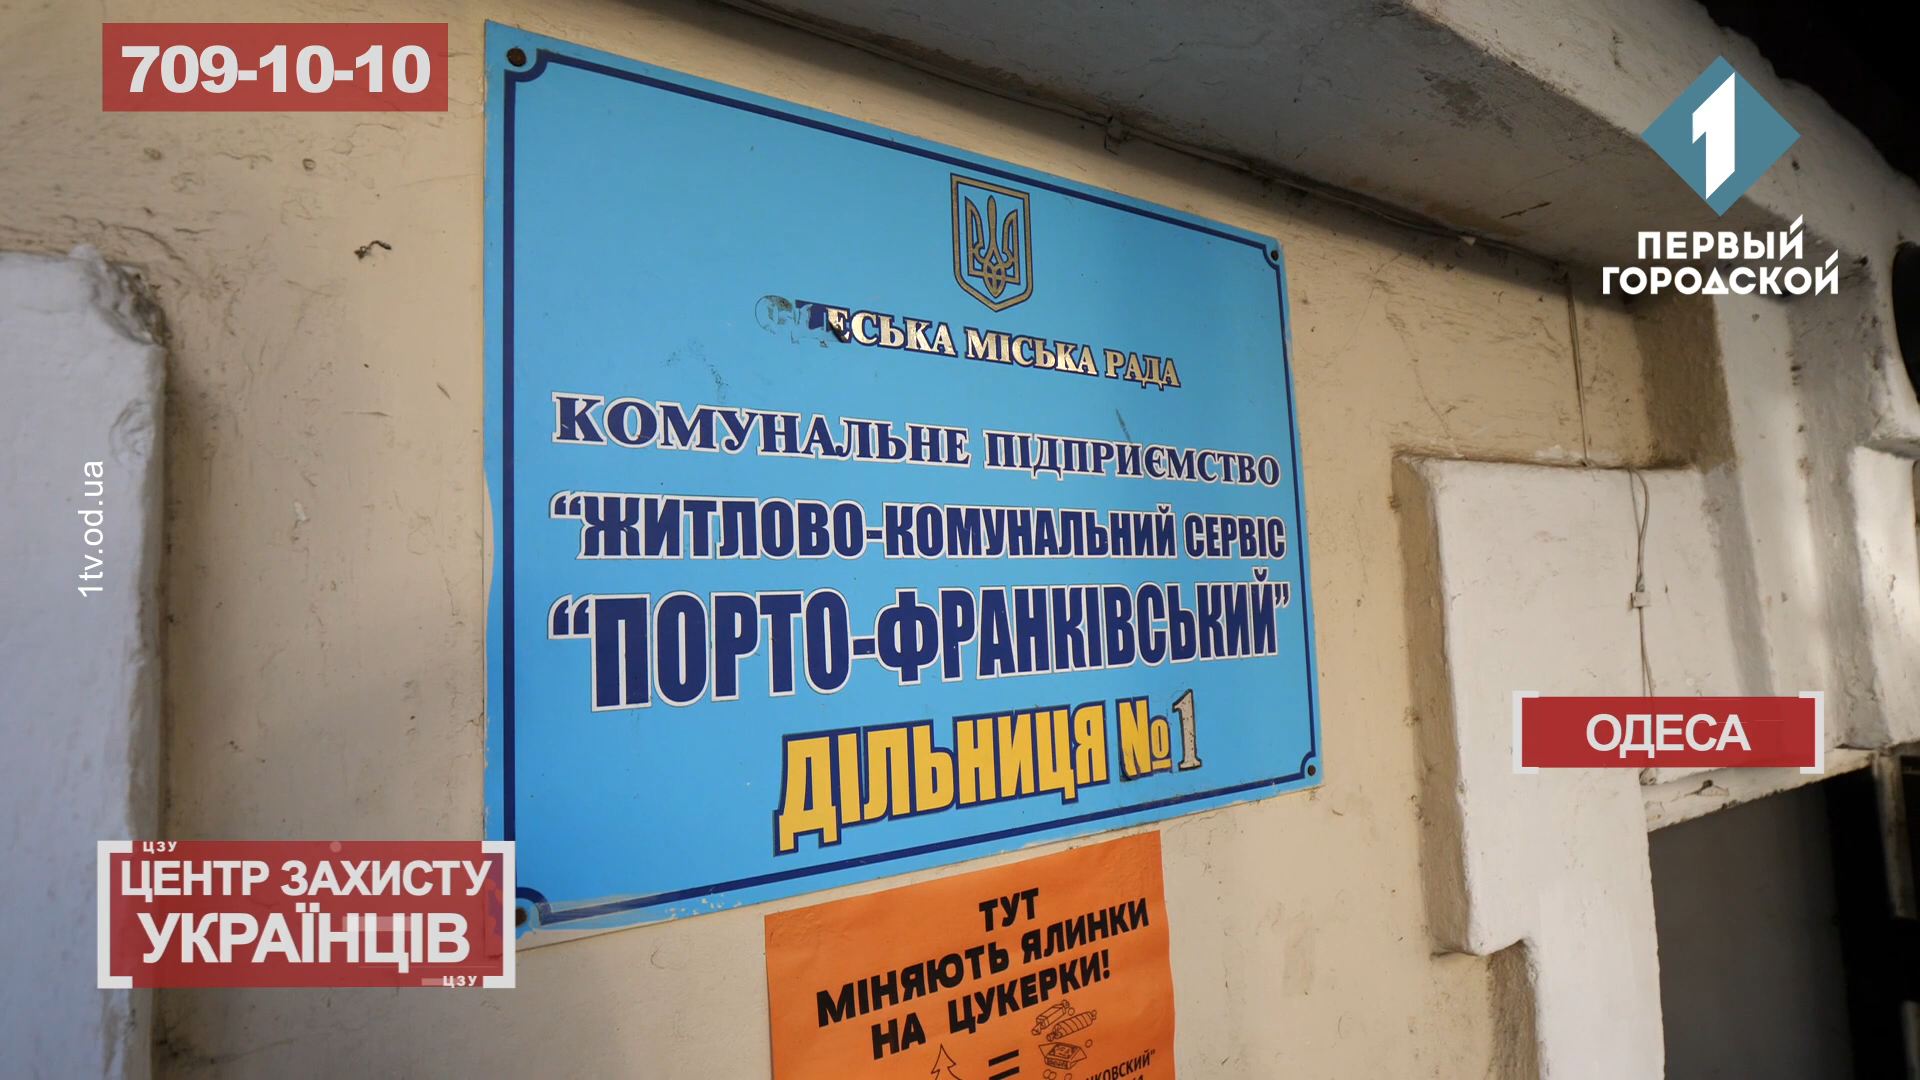 709-10-10
ПЕРВЫЙ
ГОРОДСКОЙ
1tv.od.ua
ЕСЬКА МІСЬКА РАДА
КОМУНАЛЬНЕ ПІДПРИЄМСТВО
“ЖИТЛОВО-КОМУНАЛЬНИЙ СЕРВІС
“ПОРТО-ФРАНКІВСЬКИЙ”
ДІЛЬНИЦЯ №1
ОДЕСА
ЦЗУ
ЦЕНТР ЗАХИСТУ
УКРАЇНЦІВ
ЦЗУ
ТУТ
МІНЯЮТЬ ЯЛИНКИ
НА ЦУКЕРКИ!
=